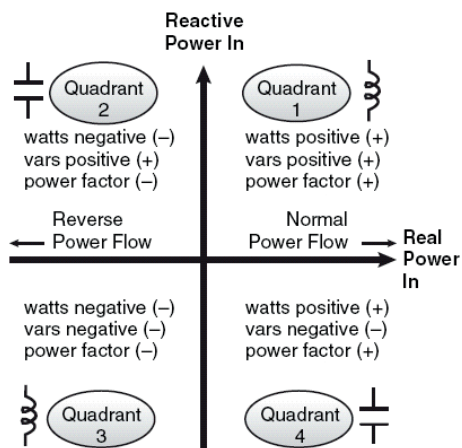 Reactive
Power In
Quadrant
2
watts negative (–)
vars positive (+)
power factor (–)
Quadrant
1
watts positive (+)
vars positive (+)
power factor (+)
Reverse
Power Flow
Normal
Power Flow
Real
Power
In
watts negative (–)
vars negative (–)
power factor (–)
Quadrant
3
watts positive (+)
vars negative (–)
power factor (+)
Quadrant
4